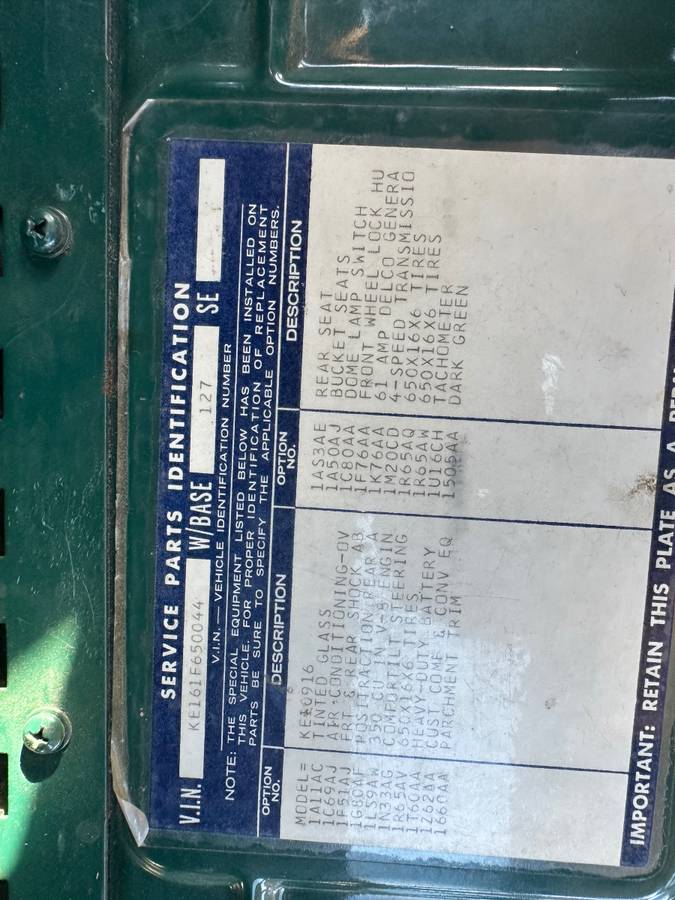 SERVICE PARTS IDENTIFICATION
V.I.N. KE161F650044 W/BASE 127 SE
V.I.N. — VEHICLE IDENTIFICATION NUMBER
NOTE: THE SPECIAL EQUIPMENT LISTED BELOW HAS BEEN INSTALLED ON
THIS VEHICLE. FOR PROPER IDENTIFICATION OF REPLACEMENT
PARTS BE SURE TO SPECIFY THE APPLICABLE OPTION NUMBERS.
OPTION NO. DESCRIPTION OPTION NO. DESCRIPTION
MODEL= 1AS3AE REAR SEAT
1A11AC TINTED GLASS 1A50AJ BUCKET SEATS
1C69AJ AIR CONDITIONING-OV 1C80AA DOME LAMP SWITCH
1F51AJ FRT & REAR SHOCK AB 1F76AA FRONT WHEEL LOCK HU
POSITRACTION REAR A 1K76AA 61 AMP DELCO GENERA
1LS9AW 350 CU IN V-8 ENGIN 1M20CD 4-SPEED TRANSMISSIO
1N33AG COMFORTILT STEERING 1R65AQ 650X16X6 TIRES
1R65AV 650X16X6 TIRES 1R65AW 650X16X6 TIRES
1T60AA HEAVY-DUTY BATTERY 1U16CH TACHOMETER
1Z62AA CUST COMF & CONV EQ DARK GREEN
1660AA PARCHMENT TRIM
IMPORTANT: RETAIN THIS PLATE AS A